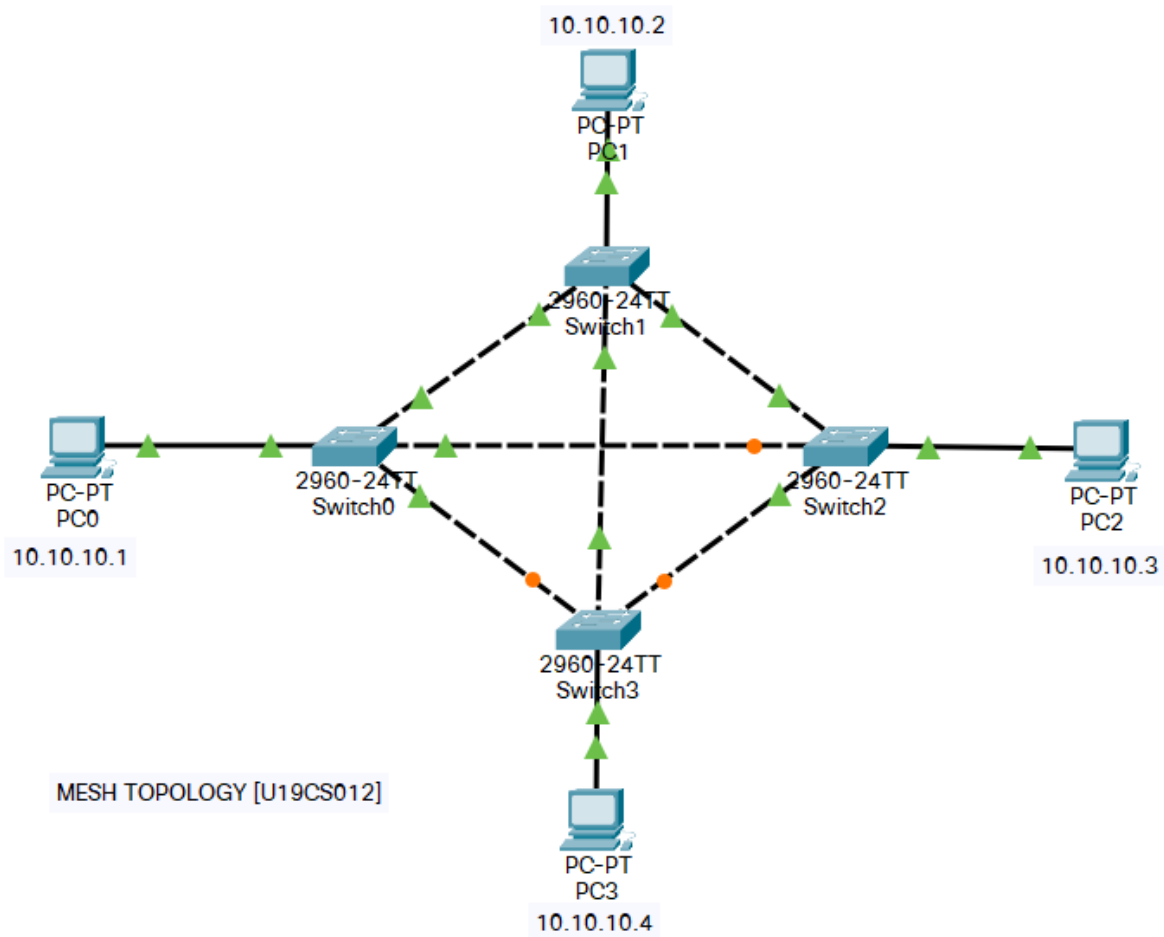 10.10.10.2
PC-PT
PC1
2960-24TT
Switch1
PC-PT
PC0
10.10.10.1
2960-24TT
Switch0
2960-24TT
Switch2
PC-PT
PC2
10.10.10.3
2960-24TT
Switch3
MESH TOPOLOGY [U19CS012]
PC-PT
PC3
10.10.10.4